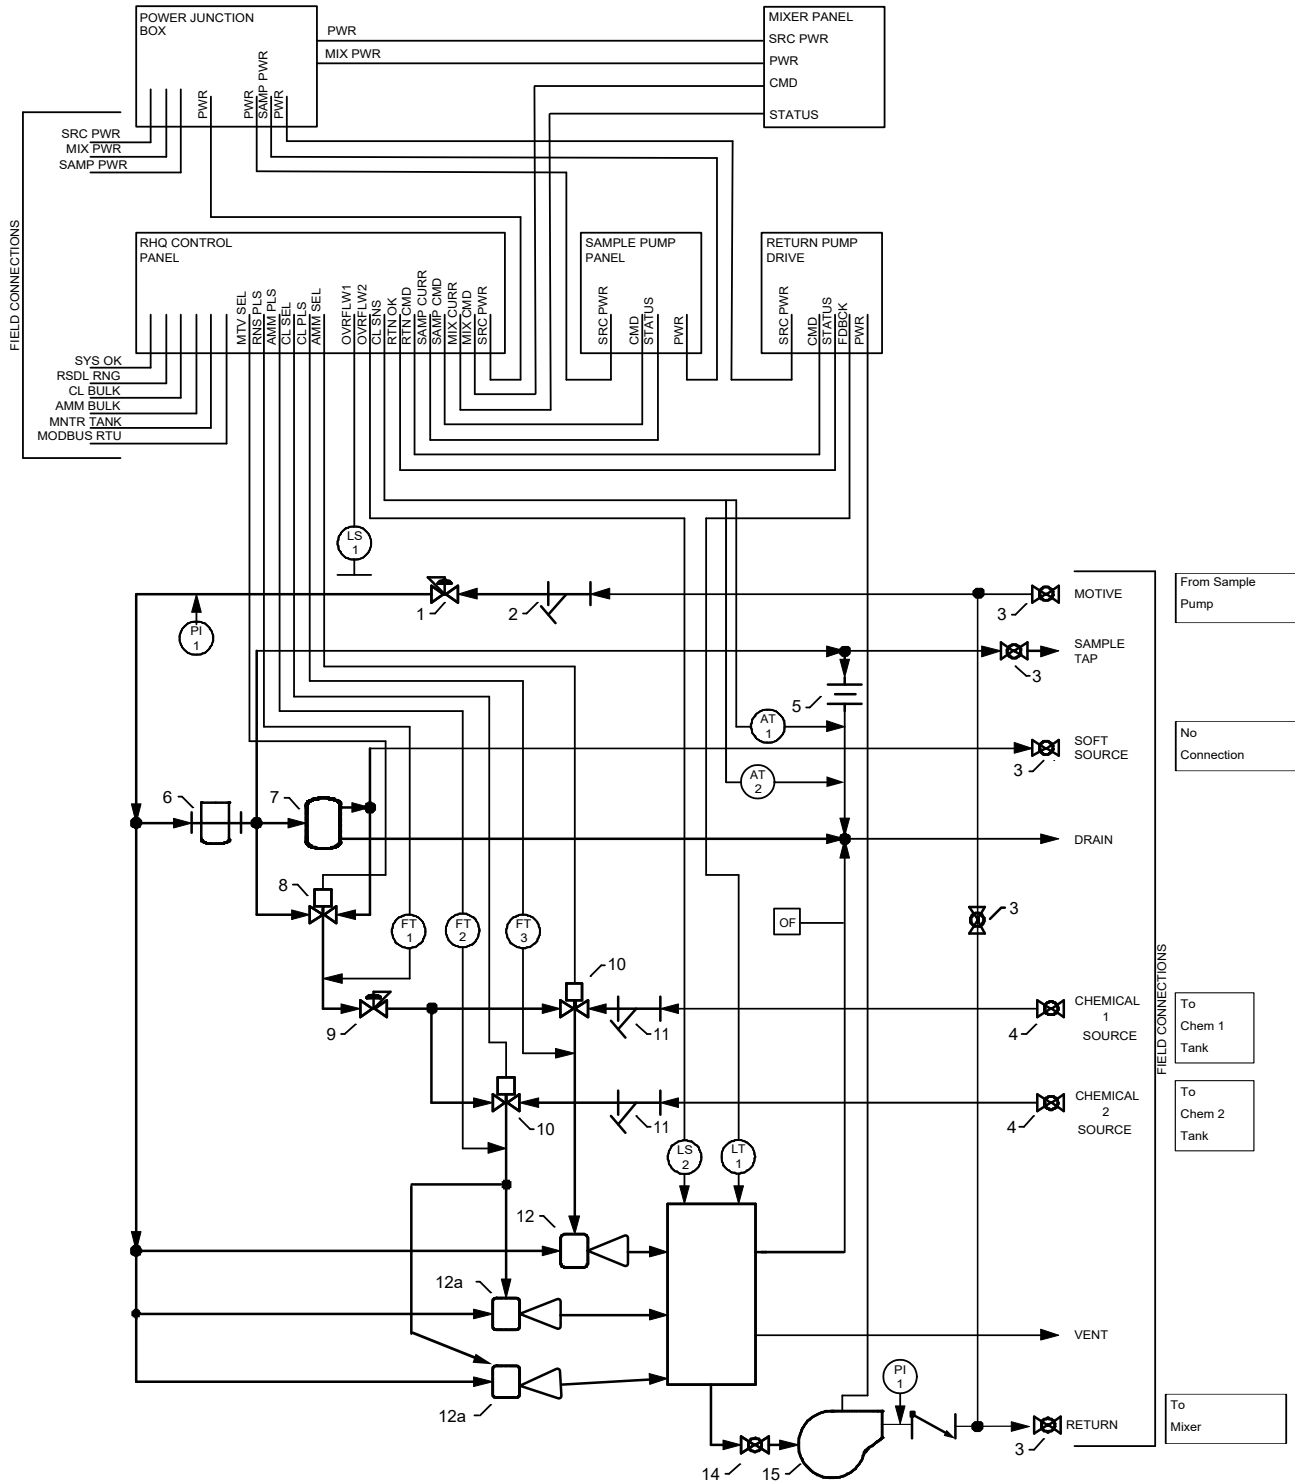 POWER JUNCTION
BOX
PWR
MIX PWR
PWR
PWR
SAMP PWR
PWR
MIXER PANEL
SRC PWR
PWR
CMD
STATUS
SRC PWR
MIX PWR
SAMP PWR
FIELD CONNECTIONS
RHQ CONTROL
PANEL
MTV SEL
RNS PLS
AMM PLS
CL SEL
CL PLS
AMM SEL
OVRFLW1
OVRFLW2
CL SNS
RTN OK
RTN CMD
SAMP CURR
SAMP CMD
MIX CURR
MIX CMD
SRC PWR
SAMPLE PUMP
PANEL
SRC PWR
CMD
STATUS
PWR
RETURN PUMP
DRIVE
SRC PWR
CMD
STATUS
FDBCK
PWR
SYS OK
RSDL RNG
CL BULK
AMM BULK
MNTR TANK
MODBUS RTU
LS
1
1
2
3
MOTIVE
From Sample
Pump
PI
1
SAMPLE
TAP
3
5
AT
1
SOFT
SOURCE
3
No
Connection
AT
2
6
7
DRAIN
8
FT
1
FT
2
FT
3
OF
3
10
9
11
4
CHEMICAL
1
SOURCE
FIELD CONNECTIONS
To
Chem 1
Tank
10
11
4
CHEMICAL
2
SOURCE
To
Chem 2
Tank
LS
2
LT
1
12
12a
VENT
12a
PI
1
3
RETURN
To
Mixer
14
15